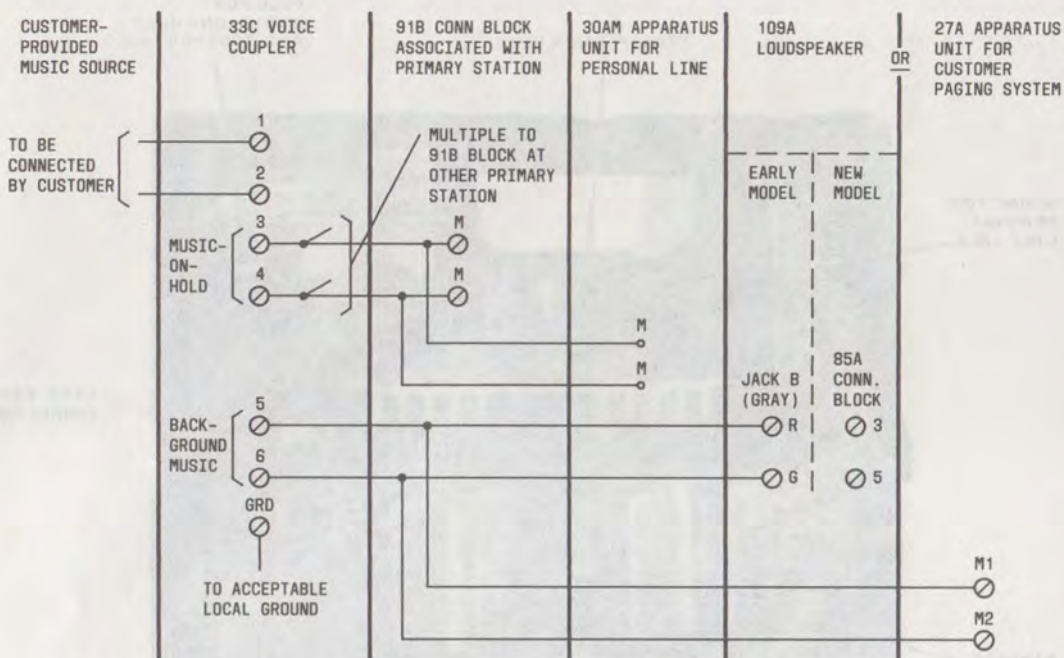 CUSTOMER-
PROVIDED
MUSIC SOURCE
33C VOICE
COUPLER
91B CONN BLOCK
ASSOCIATED WITH
PRIMARY STATION
30AM APPARATUS
UNIT FOR
PERSONAL LINE
109A
LOUDSPEAKER
OR
27A APPARATUS
UNIT FOR
CUSTOMER
PAGING SYSTEM
TO BE
CONNECTED
BY CUSTOMER
1
2
MULTIPLE TO
91B BLOCK AT
OTHER PRIMARY
STATION
EARLY
MODEL
NEW
MODEL
MUSIC-
ON-
HOLD
3
4
M
M
M
M
JACK B
(GRAY)
85A
CONN.
BLOCK
BACK-
GROUND
MUSIC
5
6
R
3
G
5
GRD
TO ACCEPTABLE
LOCAL GROUND
M1
M2